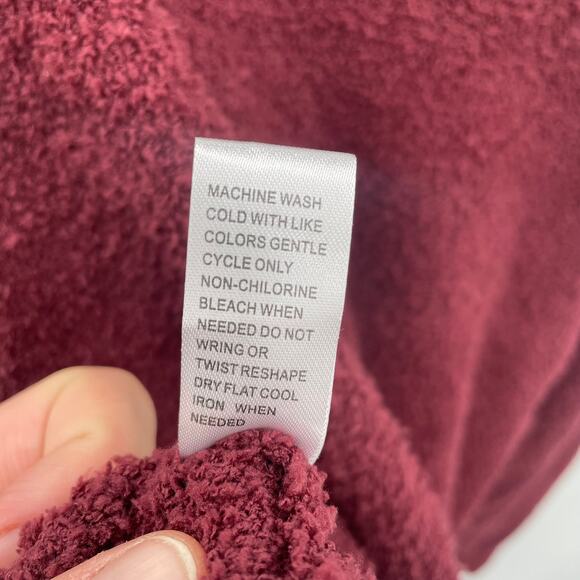 MACHINE WASH
COLD WITH LIKE
COLORS GENTLE
CYCLE ONLY
NON-CHILORINE
BLEACH WHEN
NEEDED DO NOT
WRING OR
TWIST RESHAPE
DRY FLAT COOL
IRON WHEN
NEEDED